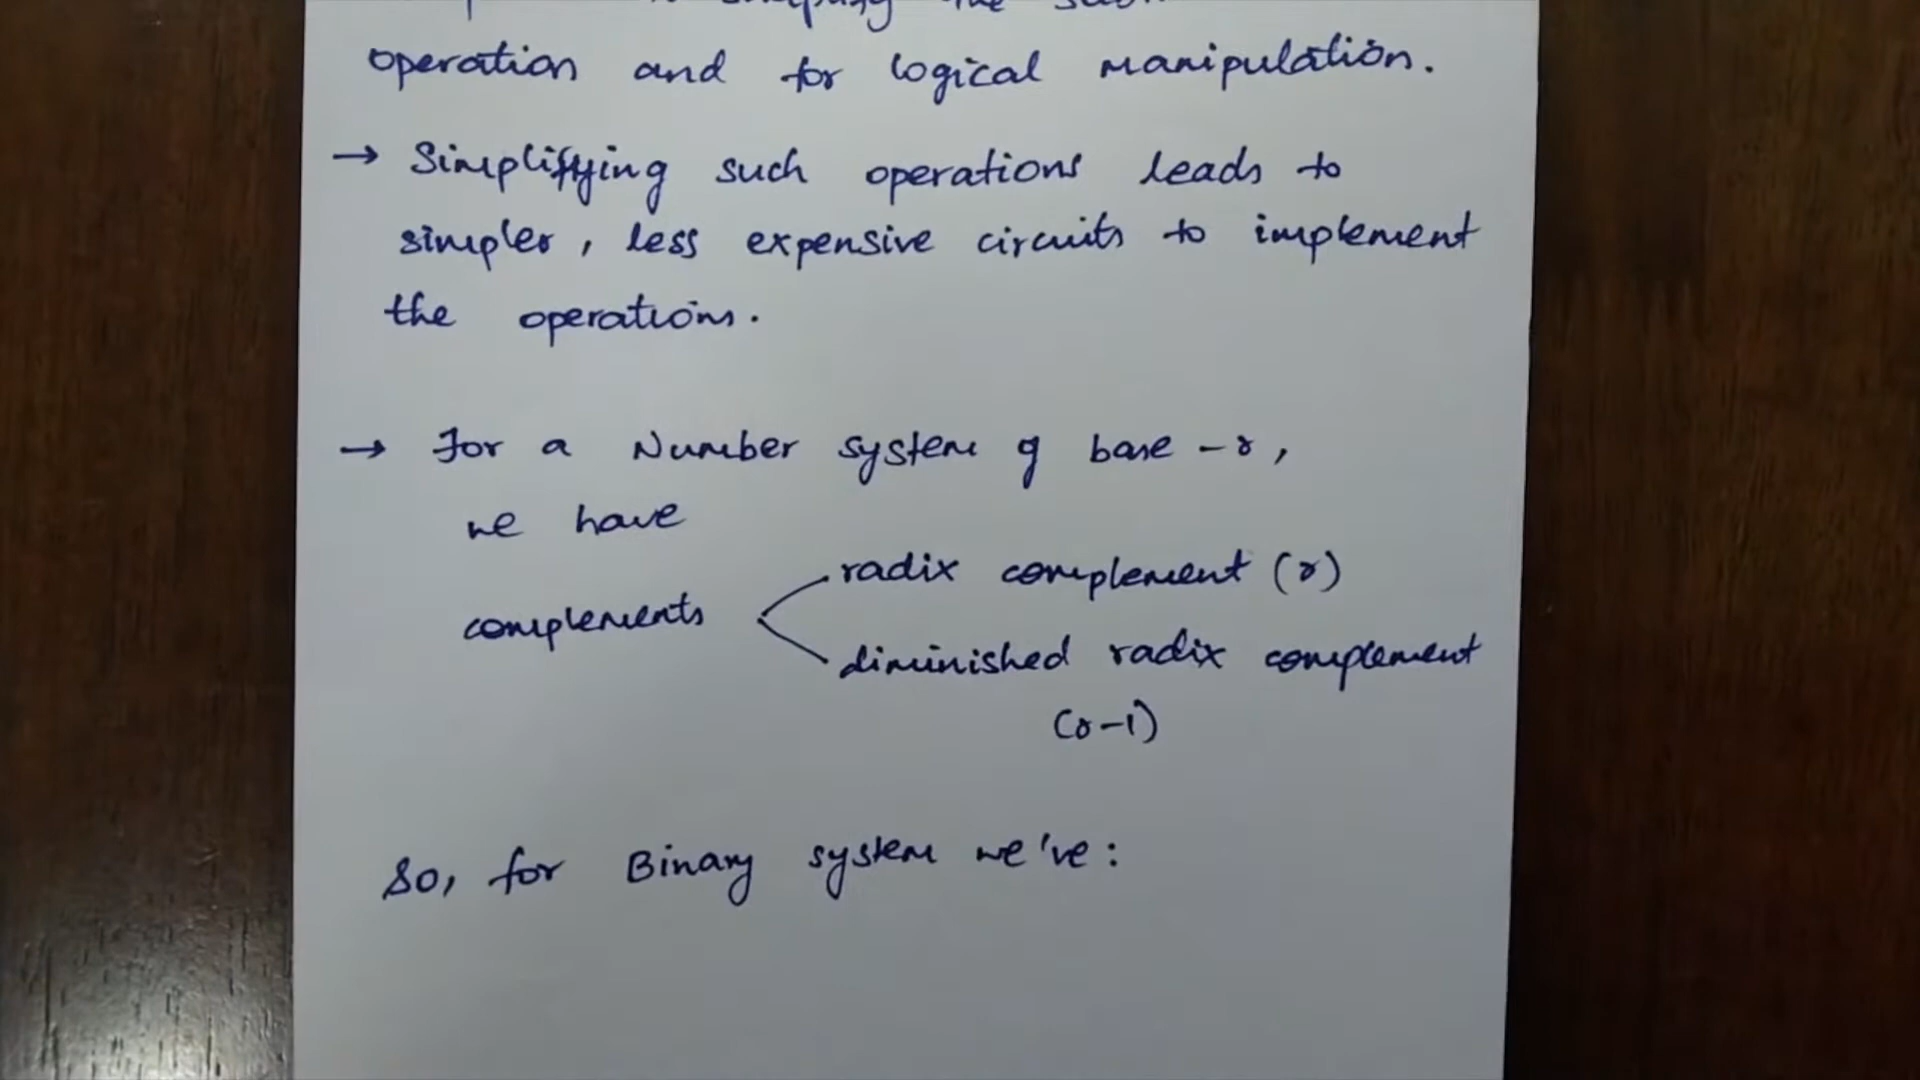 simplify the
operation and for logical manipulation.
→ Simplifying such operations leads to
simpler, less expensive circuits to implement
the operations.
→ For a Number system of base -r,
we have
radix complement (r)
complements
diminished radix complement
(r-1)
So, for Binary system we've: